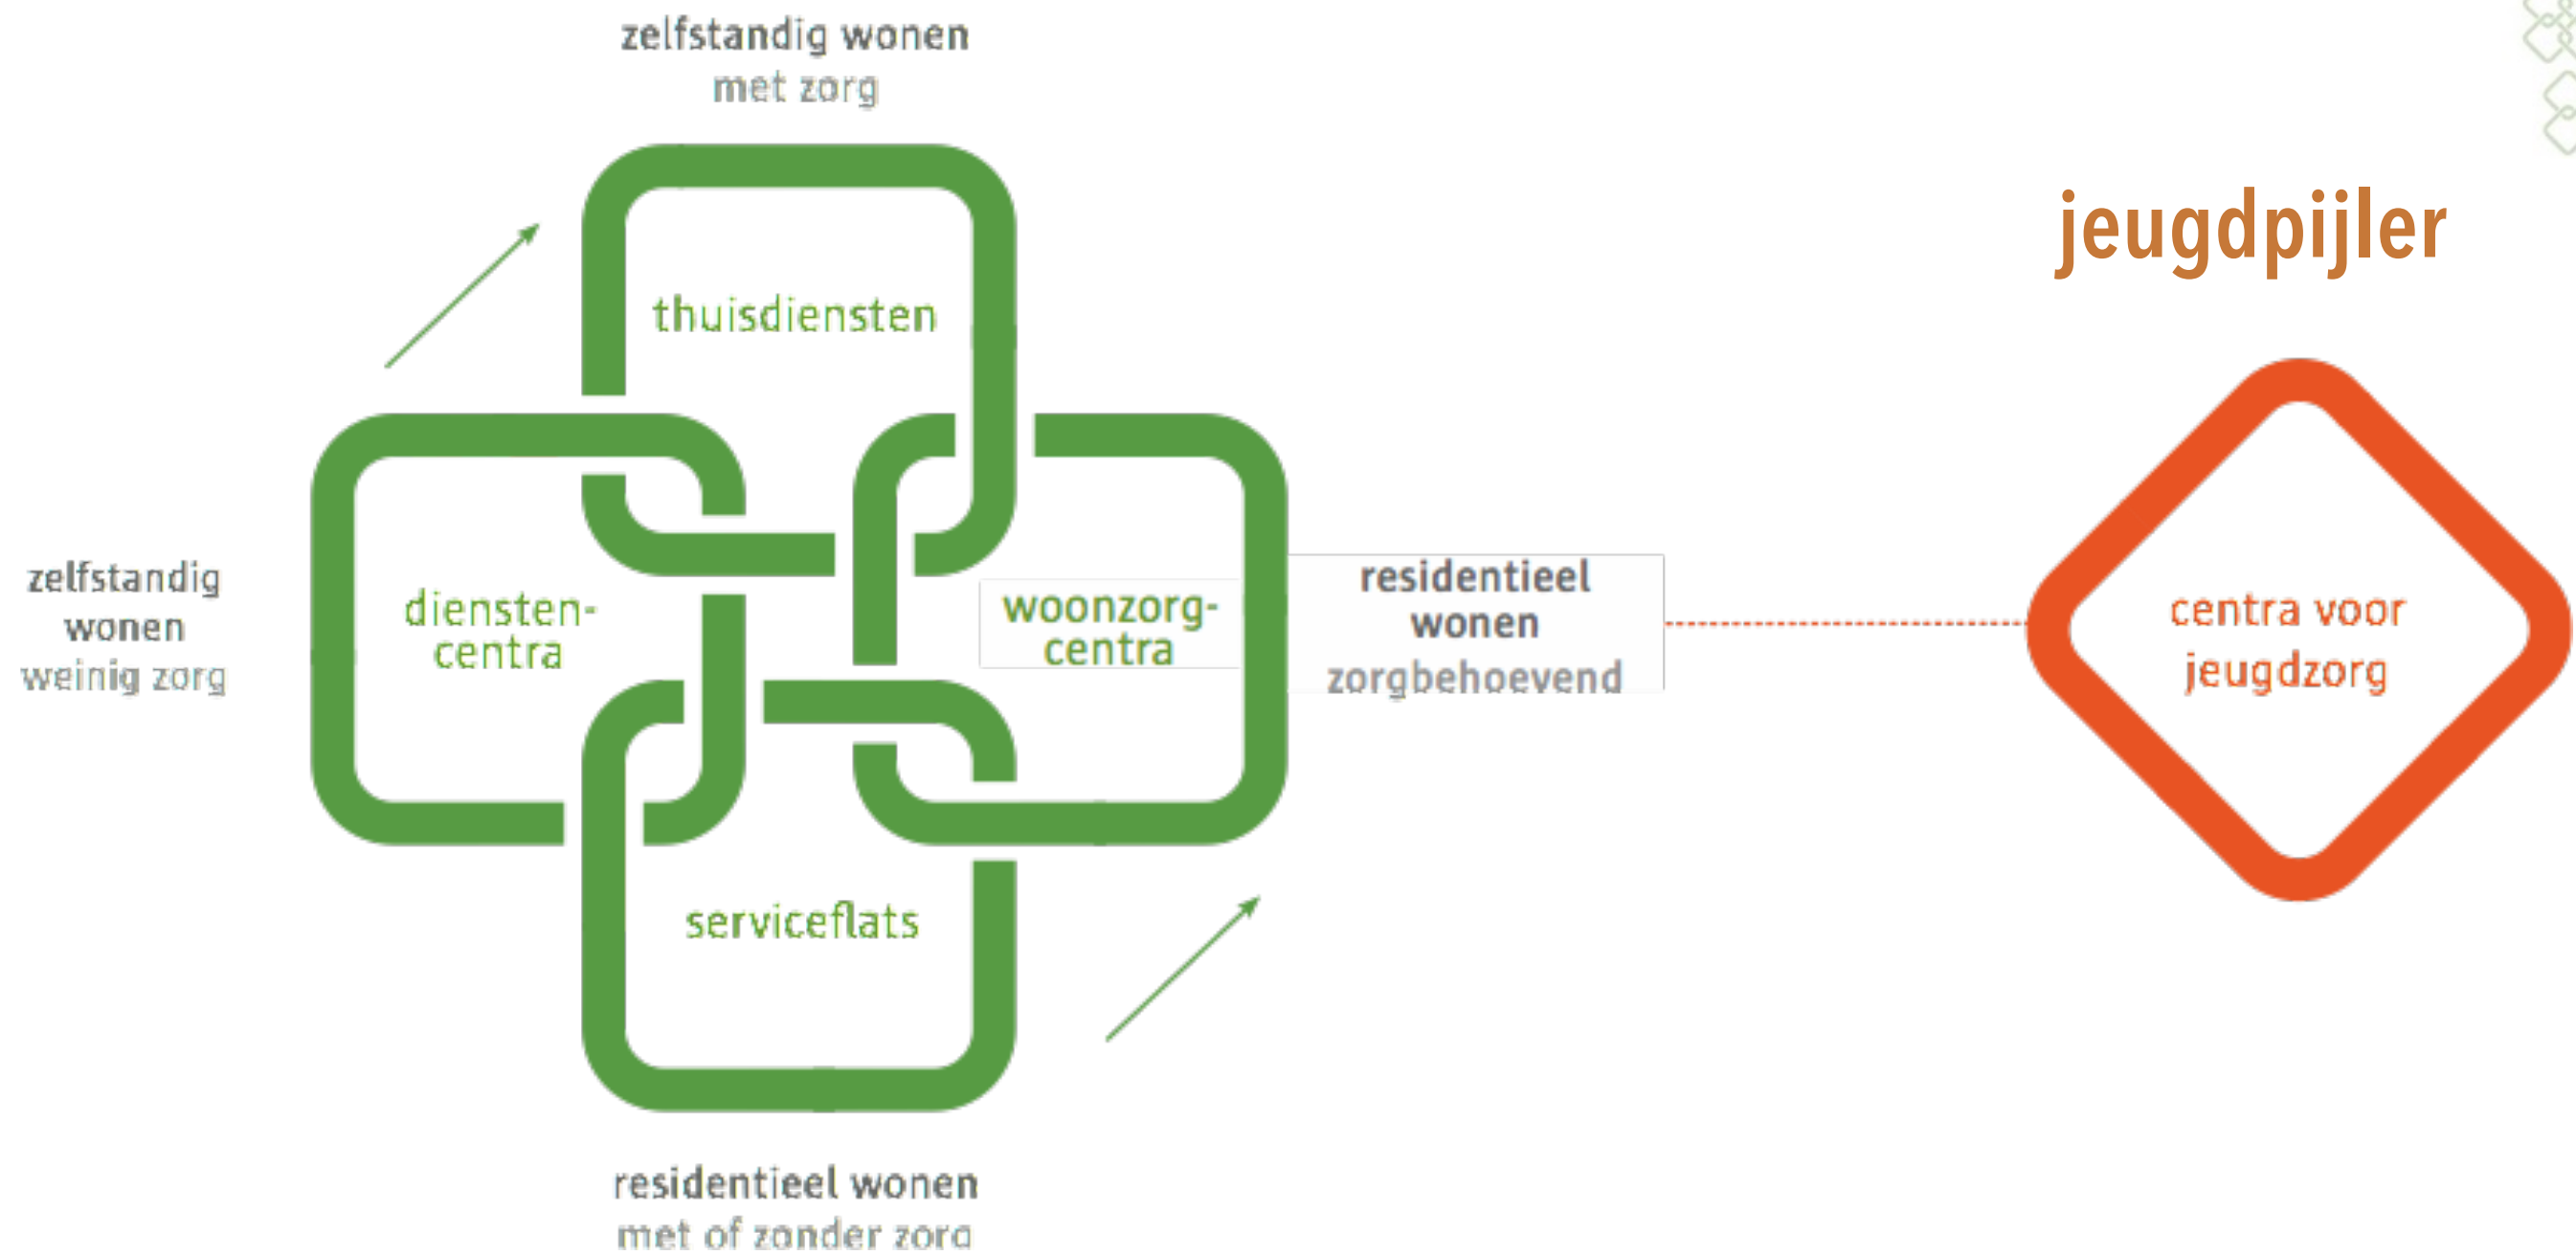 zelfstandig wonen
met zorg
jeugdpijler
thuisdiensten
zelfstandig
wonen
weinig zorg
diensten-
centra
woonzorg-
centra
residentieel
wonen
zorgbehoevend
centra voor
jeugdzorg
serviceflats
residentieel wonen
met of zonder zorg